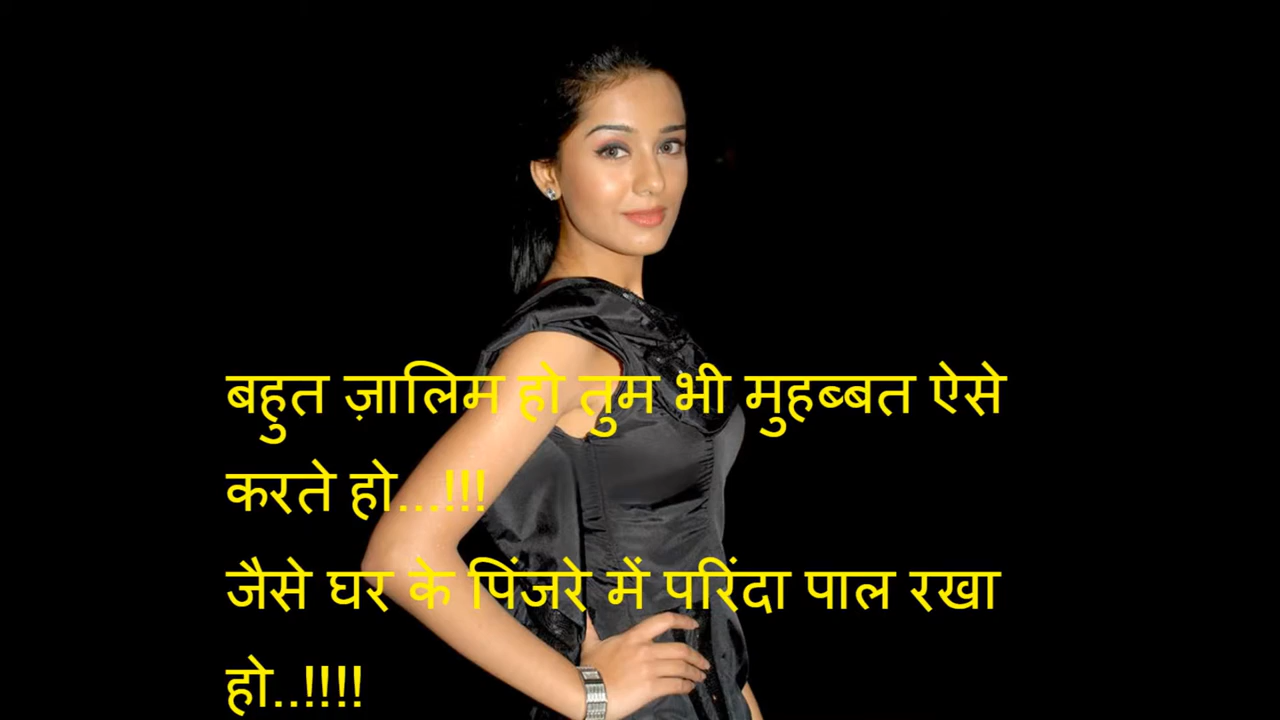 बहुत ज़ालिम हो तुम भी मुहब्बत ऐसे
करते हो...!!!
जैसे घर के पिंजरे में परिंदा पाल रखा
हो..!!!!